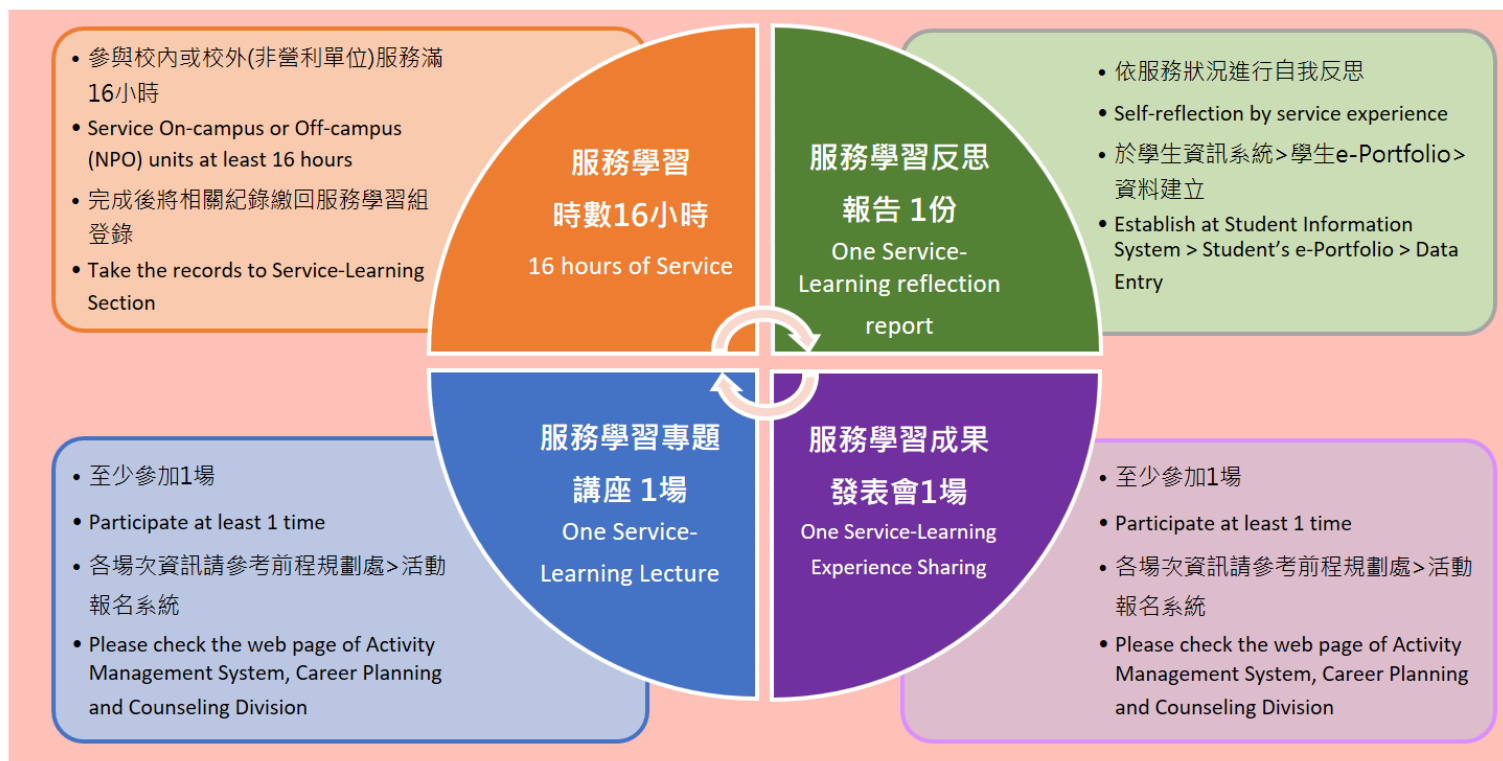 • 參與校內或校外(非營利單位)服務滿
16小時
• Service On-campus or Off-campus
(NPO) units at least 16 hours
• 完成後將相關紀錄繳回服務學習組
登錄
• Take the records to Service-Learning
Section
服務學習
時數16小時
16 hours of Service
服務學習反思
報告 1份
One Service-
Learning reflection
report
• 依服務狀況進行自我反思
• Self-reflection by service experience
• 於學生資訊系統>學生e-Portfolio>
資料建立
• Establish at Student Information
System > Student’s e-Portfolio > Data
Entry
• 至少參加1場
• Participate at least 1 time
• 各場次資訊請參考前程規劃處>活動
報名系統
• Please check the web page of Activity
Management System, Career Planning
and Counseling Division
服務學習專題
講座 1場
One Service-
Learning Lecture
服務學習成果
發表會1場
One Service-Learning
Experience Sharing
• 至少參加1場
• Participate at least 1 time
• 各場次資訊請參考前程規劃處>活動
報名系統
• Please check the web page of Activity
Management System, Career Planning
and Counseling Division